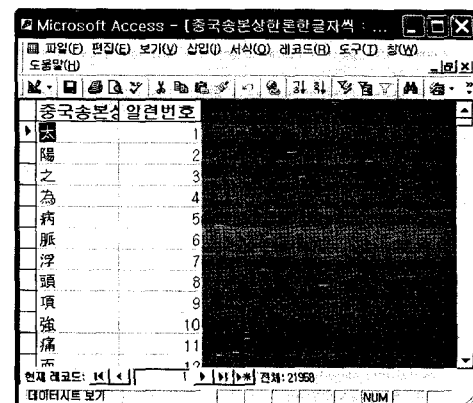 Microsoft Access - [중국송본상한론한글자씩 : ...
파일(F) 편집(E) 보기(V) 삽입(I) 서식(O) 레코드(R) 도구(T) 창(W)
도움말(H)
중국송본상 일련번호
太 1
陽 2
之 3
為 4
病 5
脈 6
浮 7
頭 8
項 9
強 10
痛 11
而 12
현재 레코드: 1 전체: 21968
데이터시트 보기 NUM